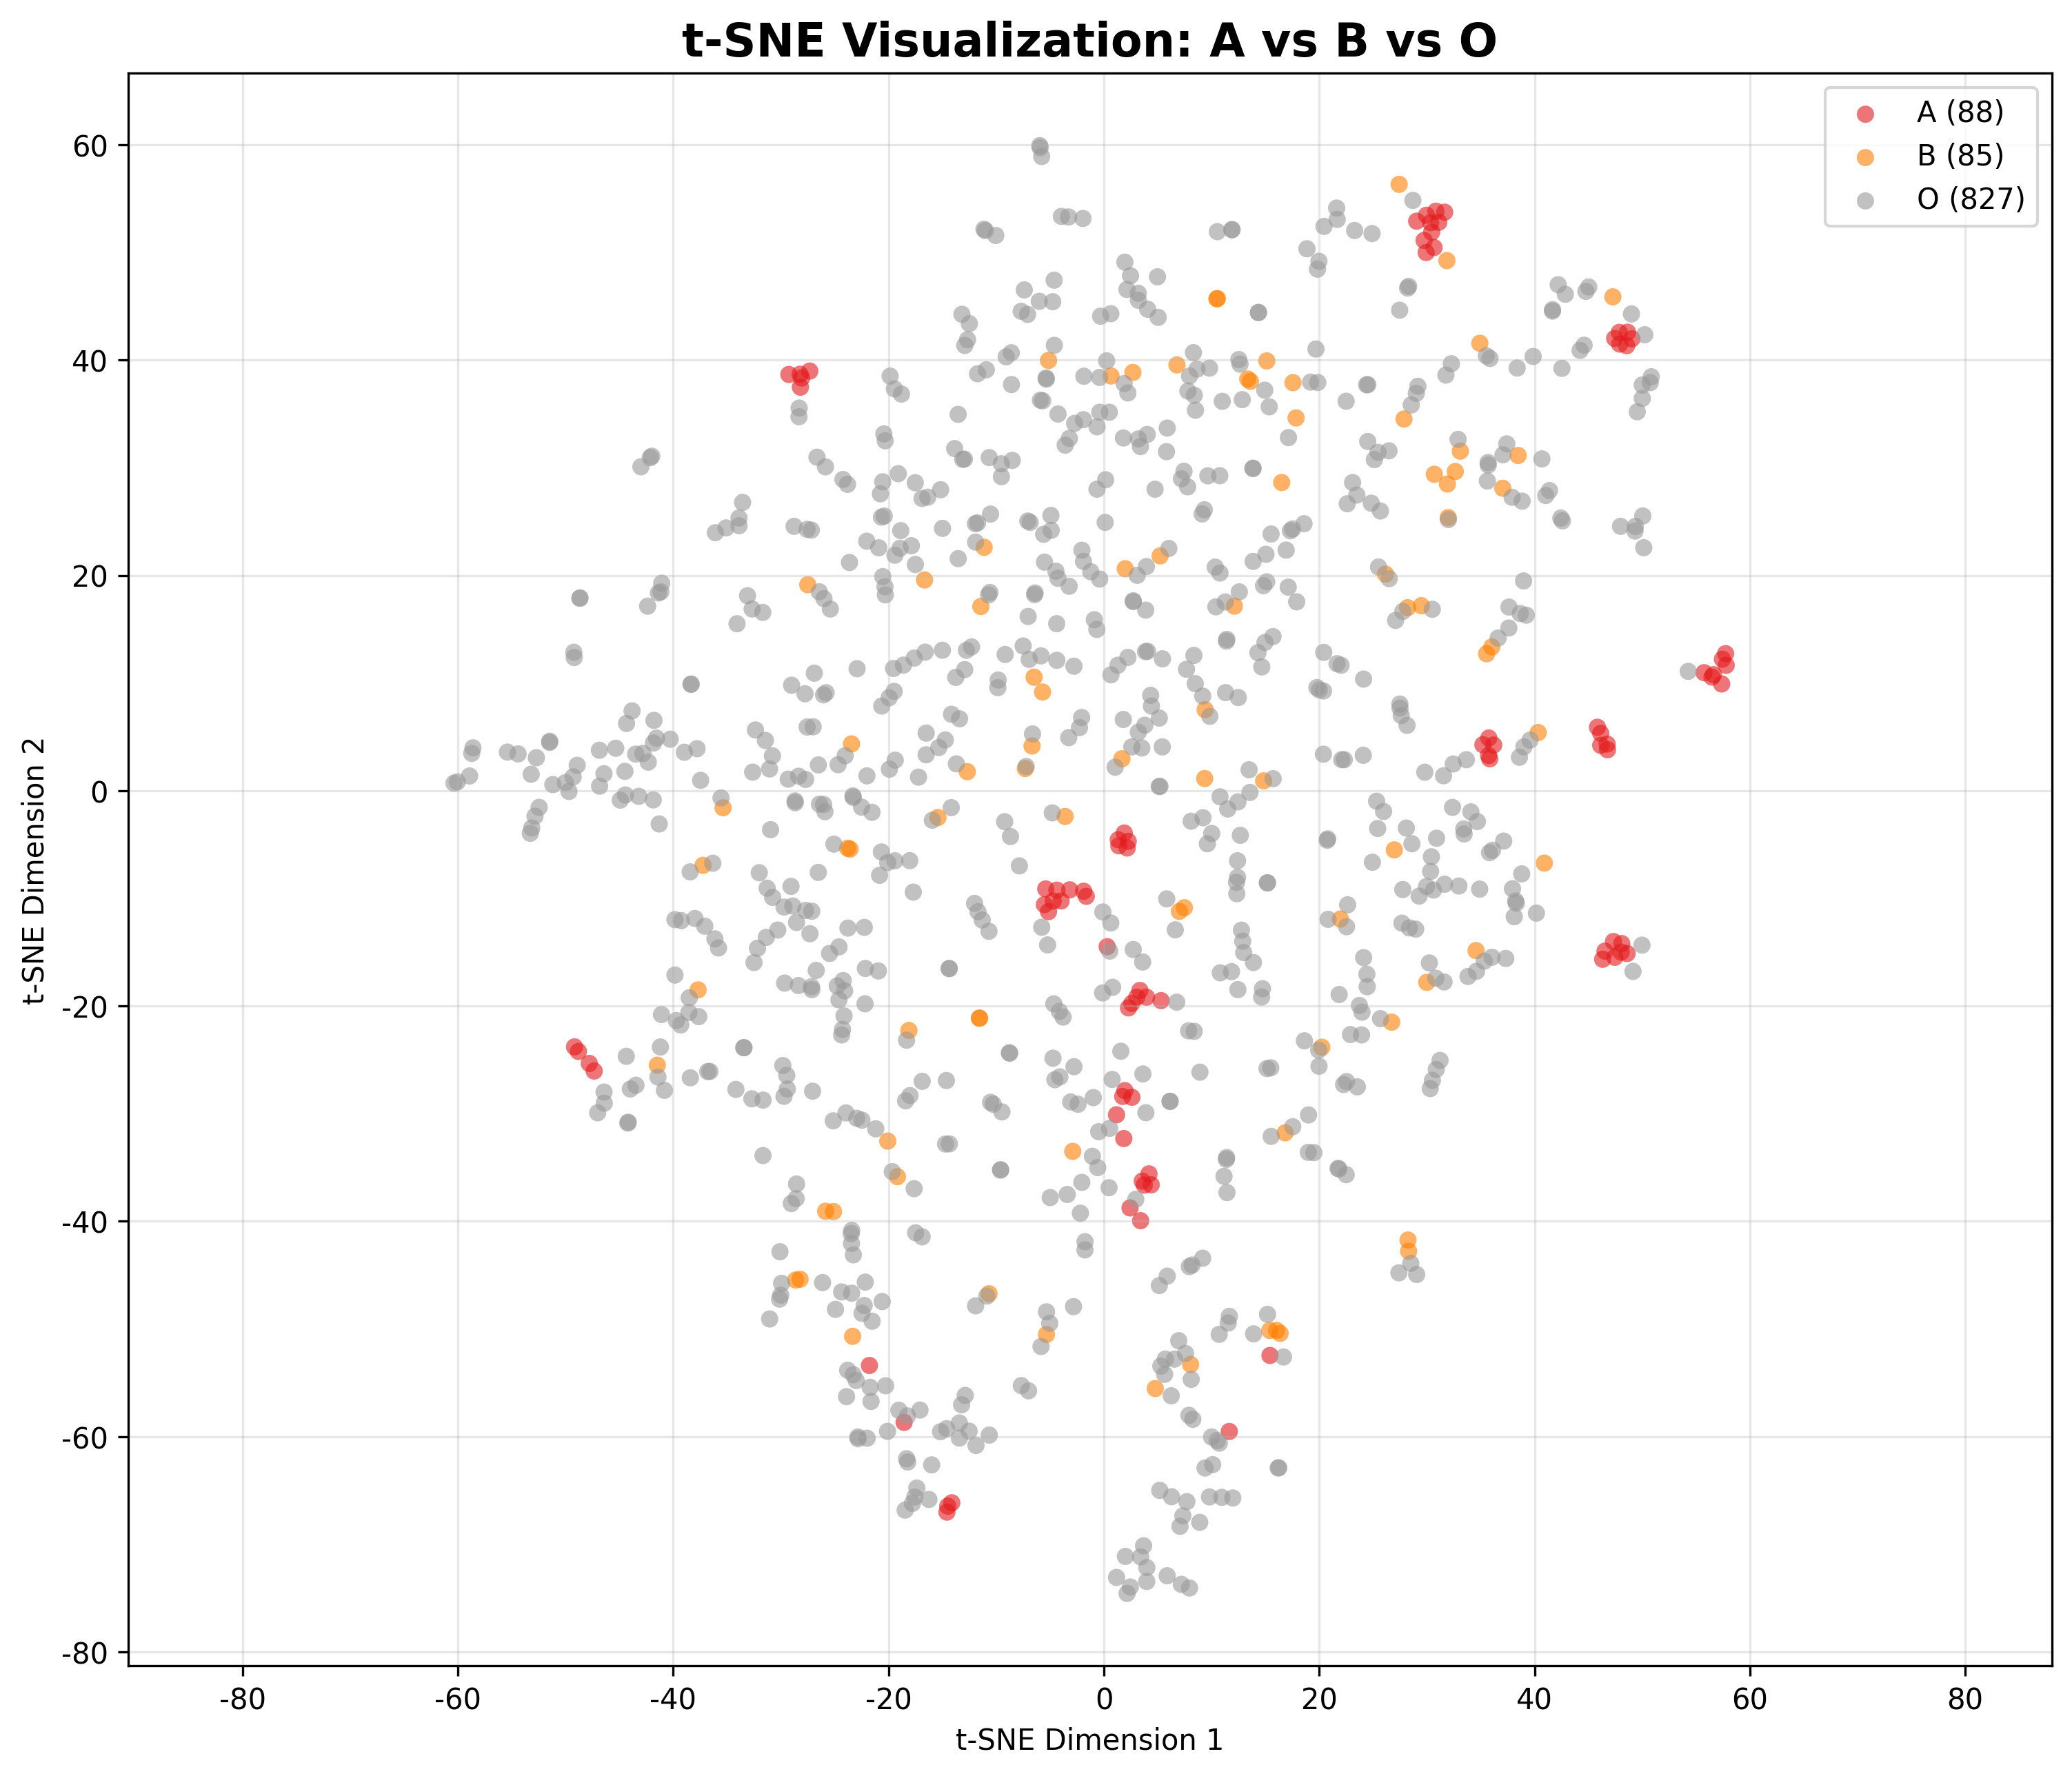 t-SNE Visualization: A vs B vs O
A (88)
B (85)
O (827)
60
40
20
0
-20
-40
-60
-80
t-SNE Dimension 2
-80 -60 -40 -20 0 20 40 60 80
t-SNE Dimension 1